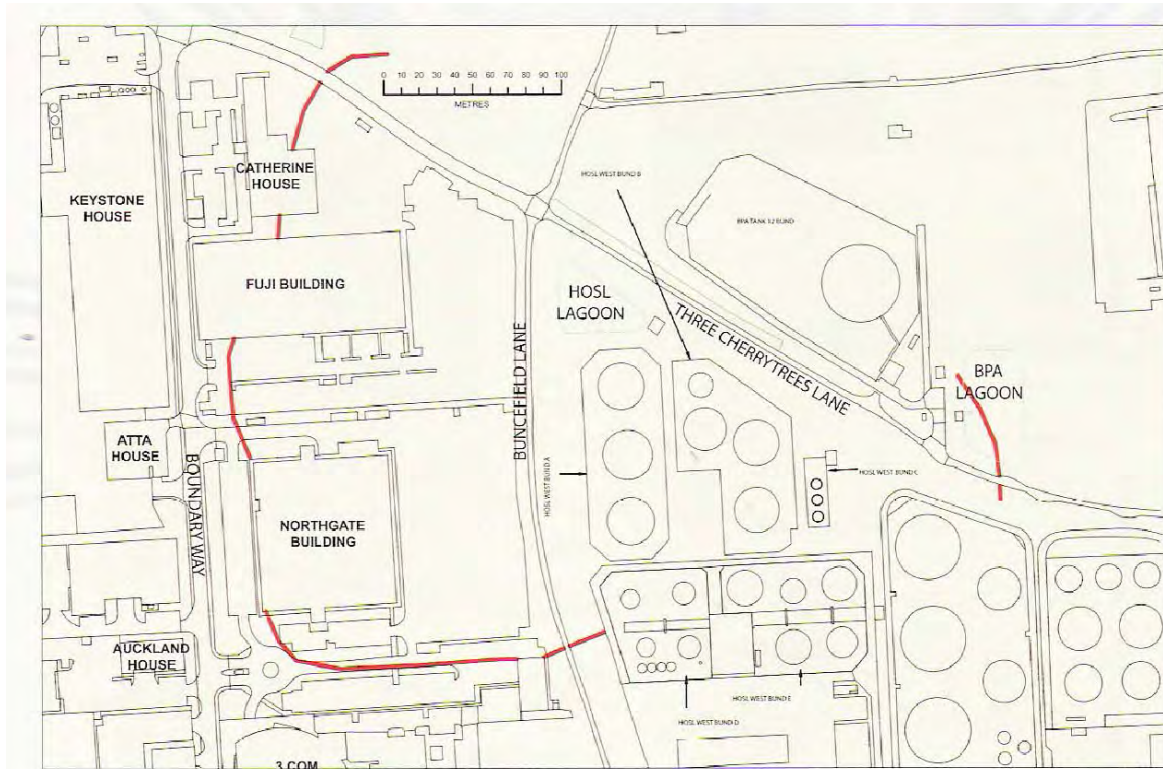 0 10 20 30 40 50 60 70 80 90 100
METRES
CATHERINE
HOUSE
KEYSTONE
HOUSE
HOSL WEST BUND B
BPA TANK 12 BUND
FUJI BUILDING
HOSL
LAGOON
BUNCEFIELD LANE
THREE CHERRYTREES LANE
BPA
LAGOON
ATTA
HOUSE
BOUNDARY WAY
HOSL WEST BUND A
HOSL WEST BUND C
NORTHGATE
BUILDING
AUCKLAND
HOUSE
HOSL WEST BUND E
HOSL WEST BUND D
3 COM